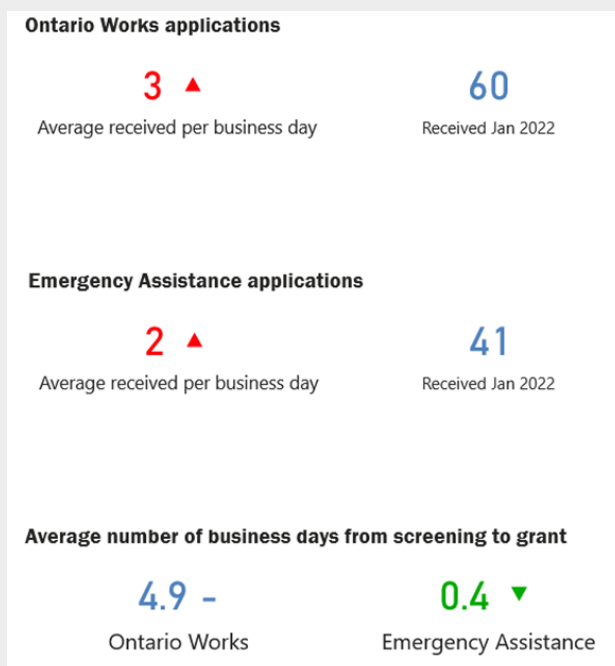 Ontario Works applications
3 ▲ 60
Average received per business day Received Jan 2022
Emergency Assistance applications
2 ▲ 41
Average received per business day Received Jan 2022
Average number of business days from screening to grant
4.9 – 0.4 ▼
Ontario Works Emergency Assistance